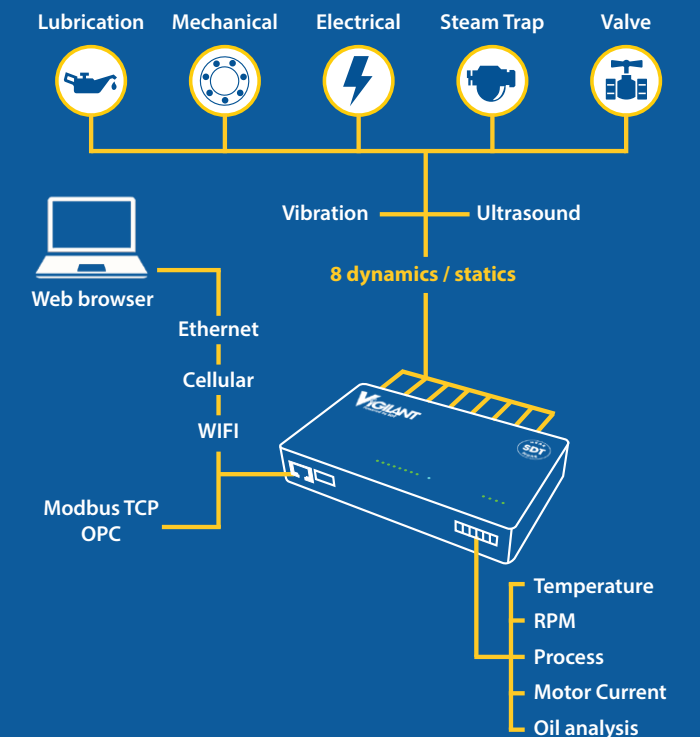 Lubrication Mechanical Electrical Steam Trap Valve
Vibration Ultrasound
8 dynamics / statics
Web browser
Ethernet
Cellular
WIFI
VIGILANT
SDT
Modbus TCP
OPC
Temperature
RPM
Process
Motor Current
Oil analysis